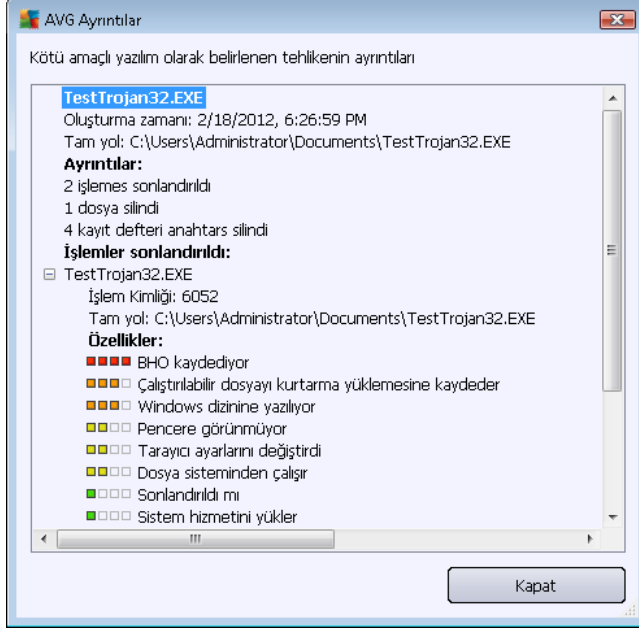 AVG Ayrıntılar
Kötü amaçlı yazılım olarak belirlenen tehlikenin ayrıntıları
TestTrojan32.EXE
Oluşturma zamanı: 2/18/2012, 6:26:59 PM
Tam yol: C:\Users\Administrator\Documents\TestTrojan32.EXE
Ayrıntılar:
2 işlemes sonlandırıldı
1 dosya silindi
4 kayıt defteri anahtars silindi
İşlemler sonlandırıldı:
TestTrojan32.EXE
İşlem Kimliği: 6052
Tam yol: C:\Users\Administrator\Documents\TestTrojan32.EXE
Özellikler:
BHO kaydediyor
Çalıştırılabilir dosyayı kurtarma yüklemesine kaydeder
Windows dizinine yazılıyor
Pencere görünmüyor
Tarayıcı ayarlarını değiştirdi
Dosya sisteminden çalışır
Sonlandırıldı mı
Sistem hizmetini yükler
Kapat